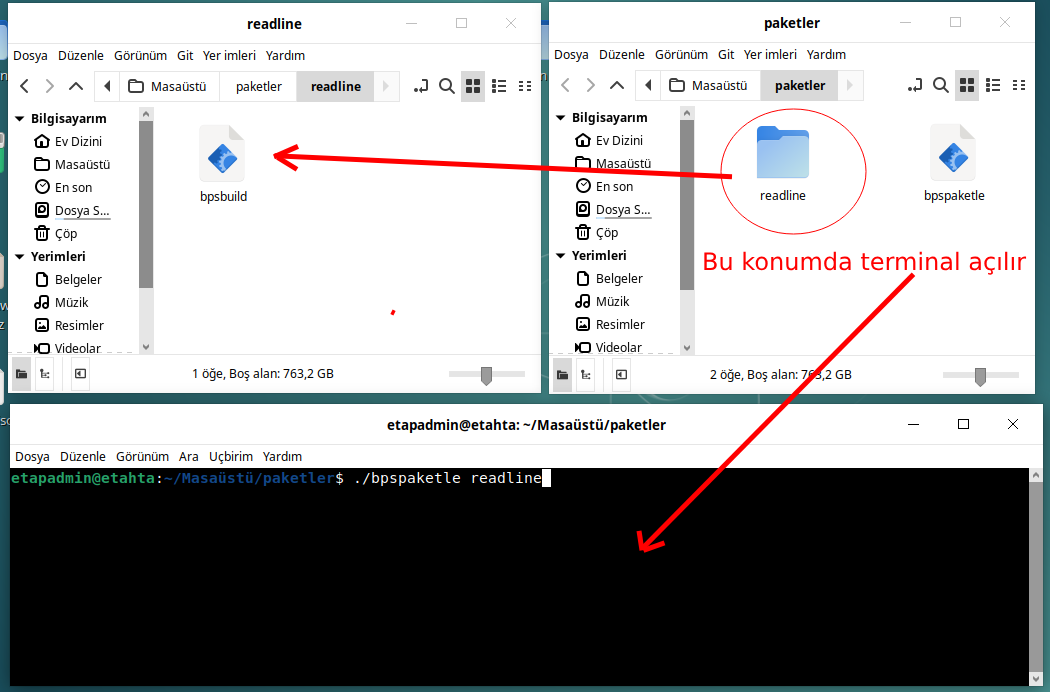 readline
Dosya Düzenle Görünüm Git Yer imleri Yardım
Masaüstü paketler readline
Bilgisayarım
Ev Dizini
Masaüstü
En son
Dosya S...
Çöp
Yerimleri
Belgeler
Müzik
Resimler
Videolar
bpsbuild
1 öğe, Boş alan: 763,2 GB
paketler
Dosya Düzenle Görünüm Git Yer imleri Yardım
Masaüstü paketler
Bilgisayarım
Ev Dizini
Masaüstü
En son
Dosya S...
Çöp
Yerimleri
Belgeler
Müzik
Resimler
Videolar
readline
bpspaketle
Bu konumda terminal açılır
2 öğe, Boş alan: 763,2 GB
etapadmin@etahta: ~/Masaüstü/paketler
Dosya Düzenle Görünüm Ara Uçbirim Yardım
etapadmin@etahta:~/Masaüstü/paketler$ ./bpspaketle readline